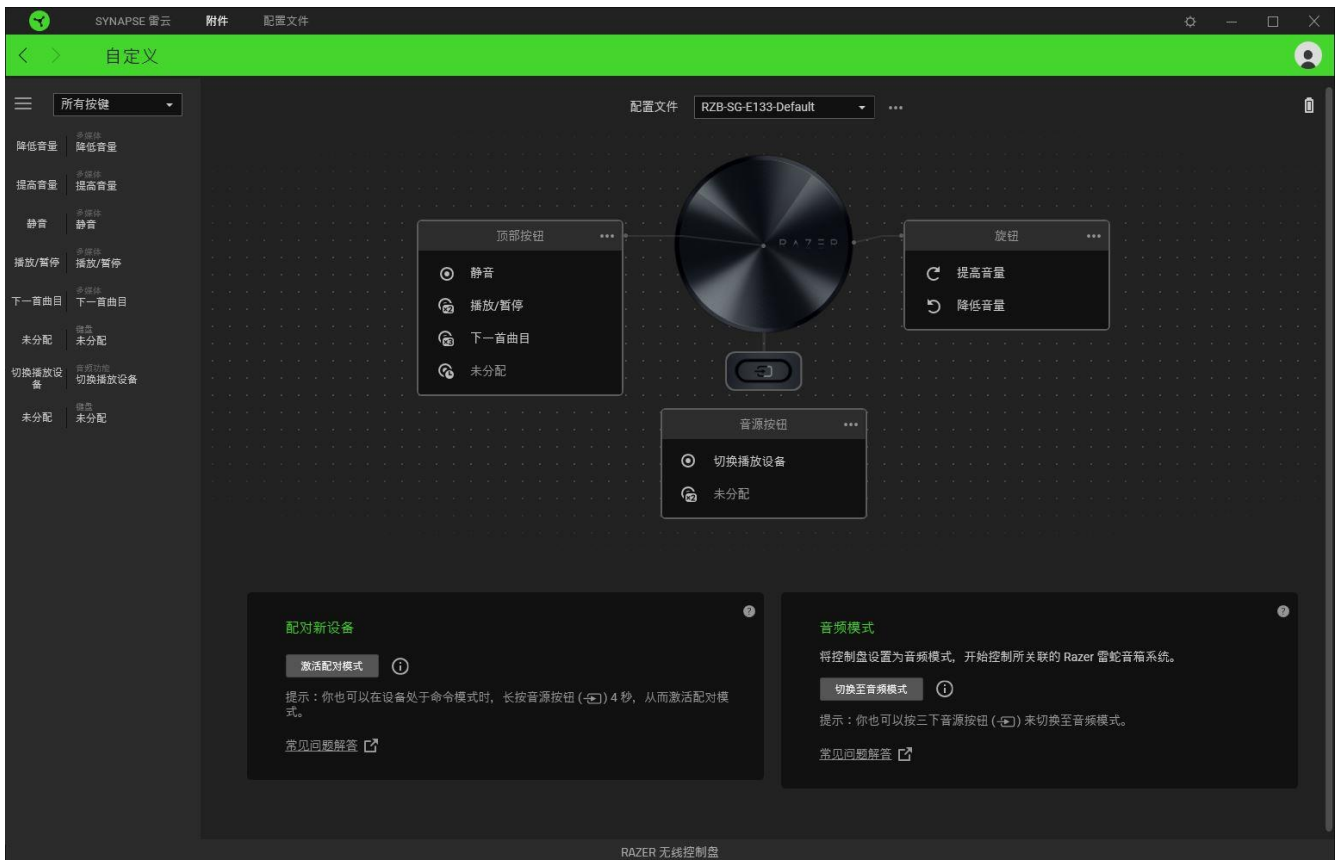 SYNAPSE 雷云 附件 配置文件
自定义
所有按键
配置文件 RZB-SG-E133-Default
降低音量 多媒体
降低音量
提高音量 多媒体
提高音量
静音 多媒体
静音
播放/暂停 多媒体
播放/暂停
下一首曲目 多媒体
下一首曲目
未分配 键盘
未分配
切换播放设备 音频功能
切换播放设备
未分配 键盘
未分配
RAZER
顶部按钮
静音
播放/暂停
下一首曲目
未分配
旋钮
提高音量
降低音量
音源按钮
切换播放设备
未分配
配对新设备
激活配对模式
提示：你也可以在设备处于命令模式时，长按音源按钮 () 4 秒，从而激活配对模
式。
常见问题解答
音频模式
将控制盘设置为音频模式，开始控制所关联的 Razer 雷蛇音箱系统。
切换至音频模式
提示：你也可以按三下音源按钮 () 来切换至音频模式。
常见问题解答
RAZER 无线控制盘